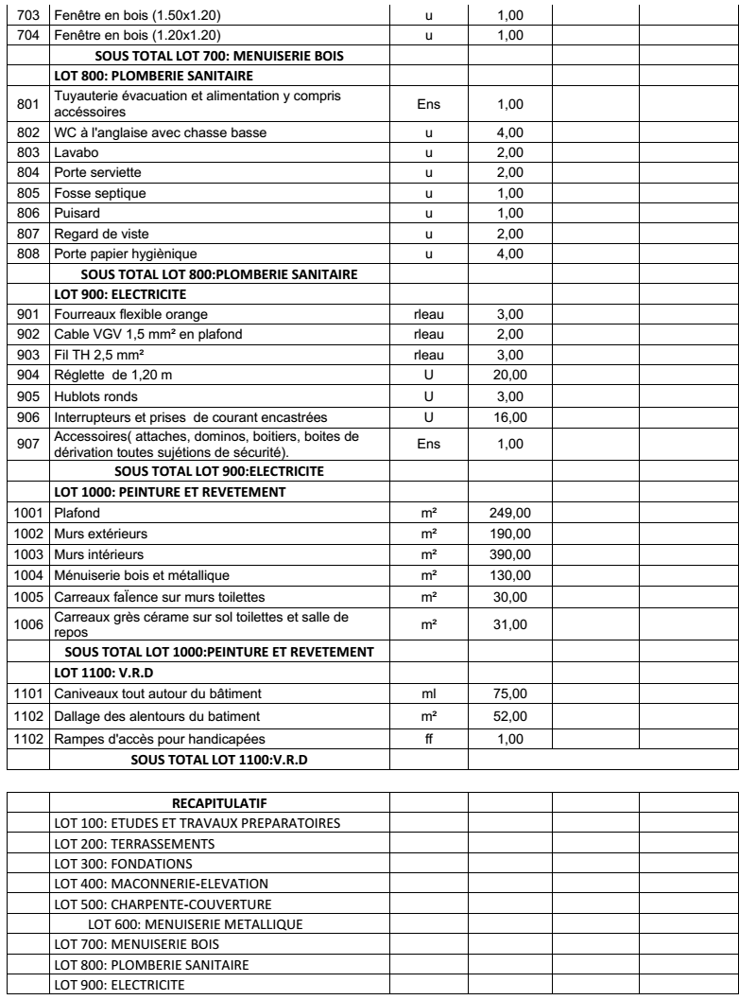 703 Fenêtre en bois (1.50x1.20) u 1,00
704 Fenêtre en bois (1.20x1.20) u 1,00
SOUS TOTAL LOT 700: MENUISERIE BOIS
LOT 800: PLOMBERIE SANITAIRE
801 Tuyauterie évacuation et alimentation y compris
accéssoires Ens 1,00
802 WC à l'anglaise avec chasse basse u 4,00
803 Lavabo u 2,00
804 Porte serviette u 2,00
805 Fosse septique u 1,00
806 Puisard u 1,00
807 Regard de viste u 2,00
808 Porte papier hygiènique u 4,00
SOUS TOTAL LOT 800:PLOMBERIE SANITAIRE
LOT 900: ELECTRICITE
901 Fourreaux flexible orange rleau 3,00
902 Cable VGV 1,5 mm² en plafond rleau 2,00
903 Fil TH 2,5 mm² rleau 3,00
904 Réglette de 1,20 m U 20,00
905 Hublots ronds U 3,00
906 Interrupteurs et prises de courant encastrées U 16,00
907 Accessoires( attaches, dominos, boitiers, boites de
dérivation toutes sujétions de sécurité). Ens 1,00
SOUS TOTAL LOT 900:ELECTRICITE
LOT 1000: PEINTURE ET REVETEMENT
1001 Plafond m² 249,00
1002 Murs extérieurs m² 190,00
1003 Murs intérieurs m² 390,00
1004 Ménuiserie bois et métallique m² 130,00
1005 Carreaux faÏence sur murs toilettes m² 30,00
1006 Carreaux grès cérame sur sol toilettes et salle de
repos m² 31,00
SOUS TOTAL LOT 1000:PEINTURE ET REVETEMENT
LOT 1100: V.R.D
1101 Caniveaux tout autour du bâtiment ml 75,00
1102 Dallage des alentours du batiment m² 52,00
1102 Rampes d'accès pour handicapées ff 1,00
SOUS TOTAL LOT 1100:V.R.D
RECAPITULATIF
LOT 100: ETUDES ET TRAVAUX PREPARATOIRES
LOT 200: TERRASSEMENTS
LOT 300: FONDATIONS
LOT 400: MACONNERIE-ELEVATION
LOT 500: CHARPENTE-COUVERTURE
LOT 600: MENUISERIE METALLIQUE
LOT 700: MENUISERIE BOIS
LOT 800: PLOMBERIE SANITAIRE
LOT 900: ELECTRICITE